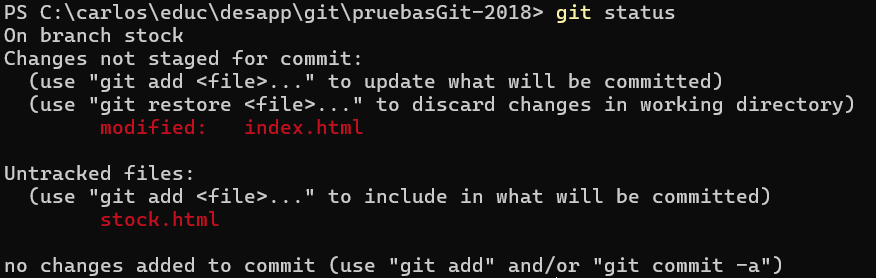 PS C:\carlos\educ\desapp\git\pruebasGit-2018> git status
On branch stock
Changes not staged for commit:
  (use "git add <file>..." to update what will be committed)
  (use "git restore <file>..." to discard changes in working directory)
        modified:   index.html

Untracked files:
  (use "git add <file>..." to include in what will be committed)
        stock.html

no changes added to commit (use "git add" and/or "git commit -a")